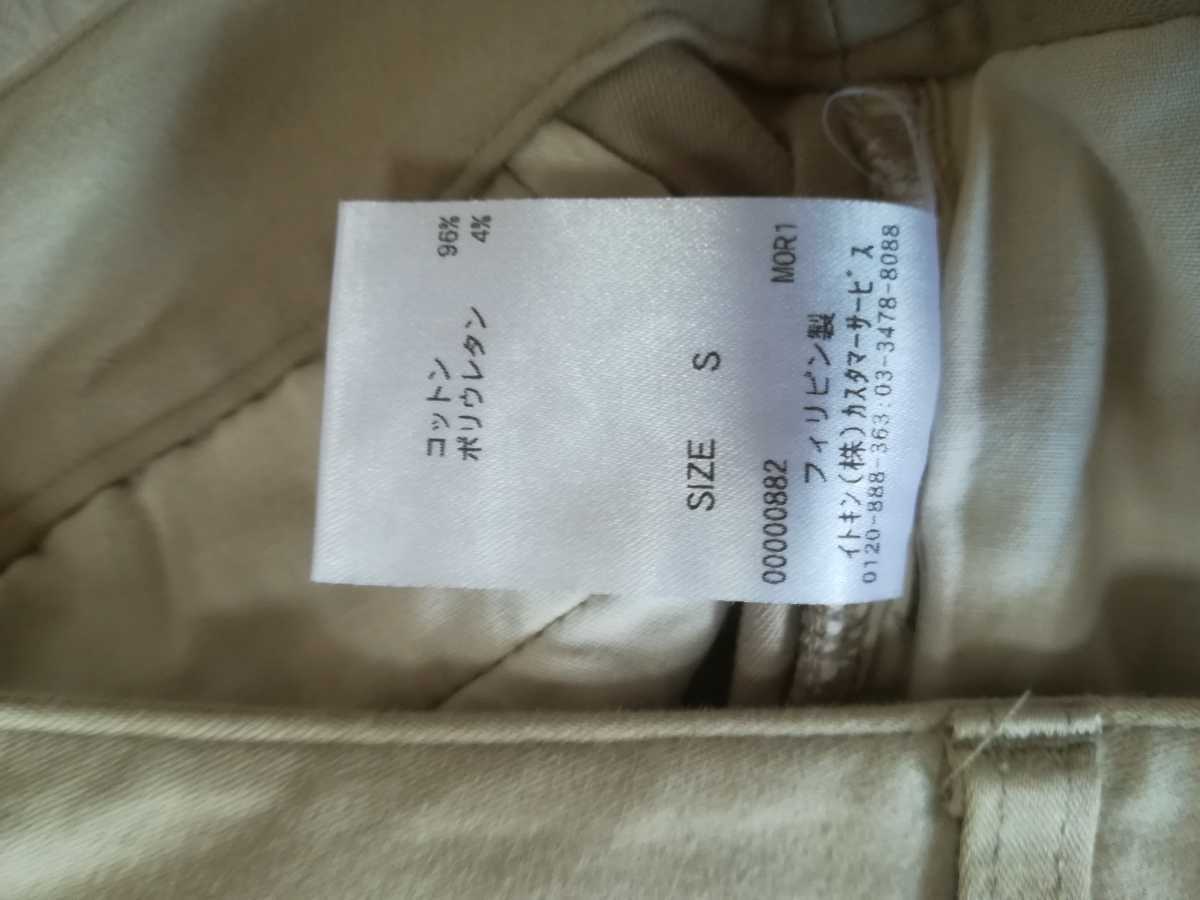 コットン 96%
ポリウレタン 4%
SIZE S
00000882 MOR1
フィリピン製
ｲﾄｷﾝ(株)ｶｽﾀﾏｰｻｰﾋﾞｽ
0120-888-363:03-3478-8088